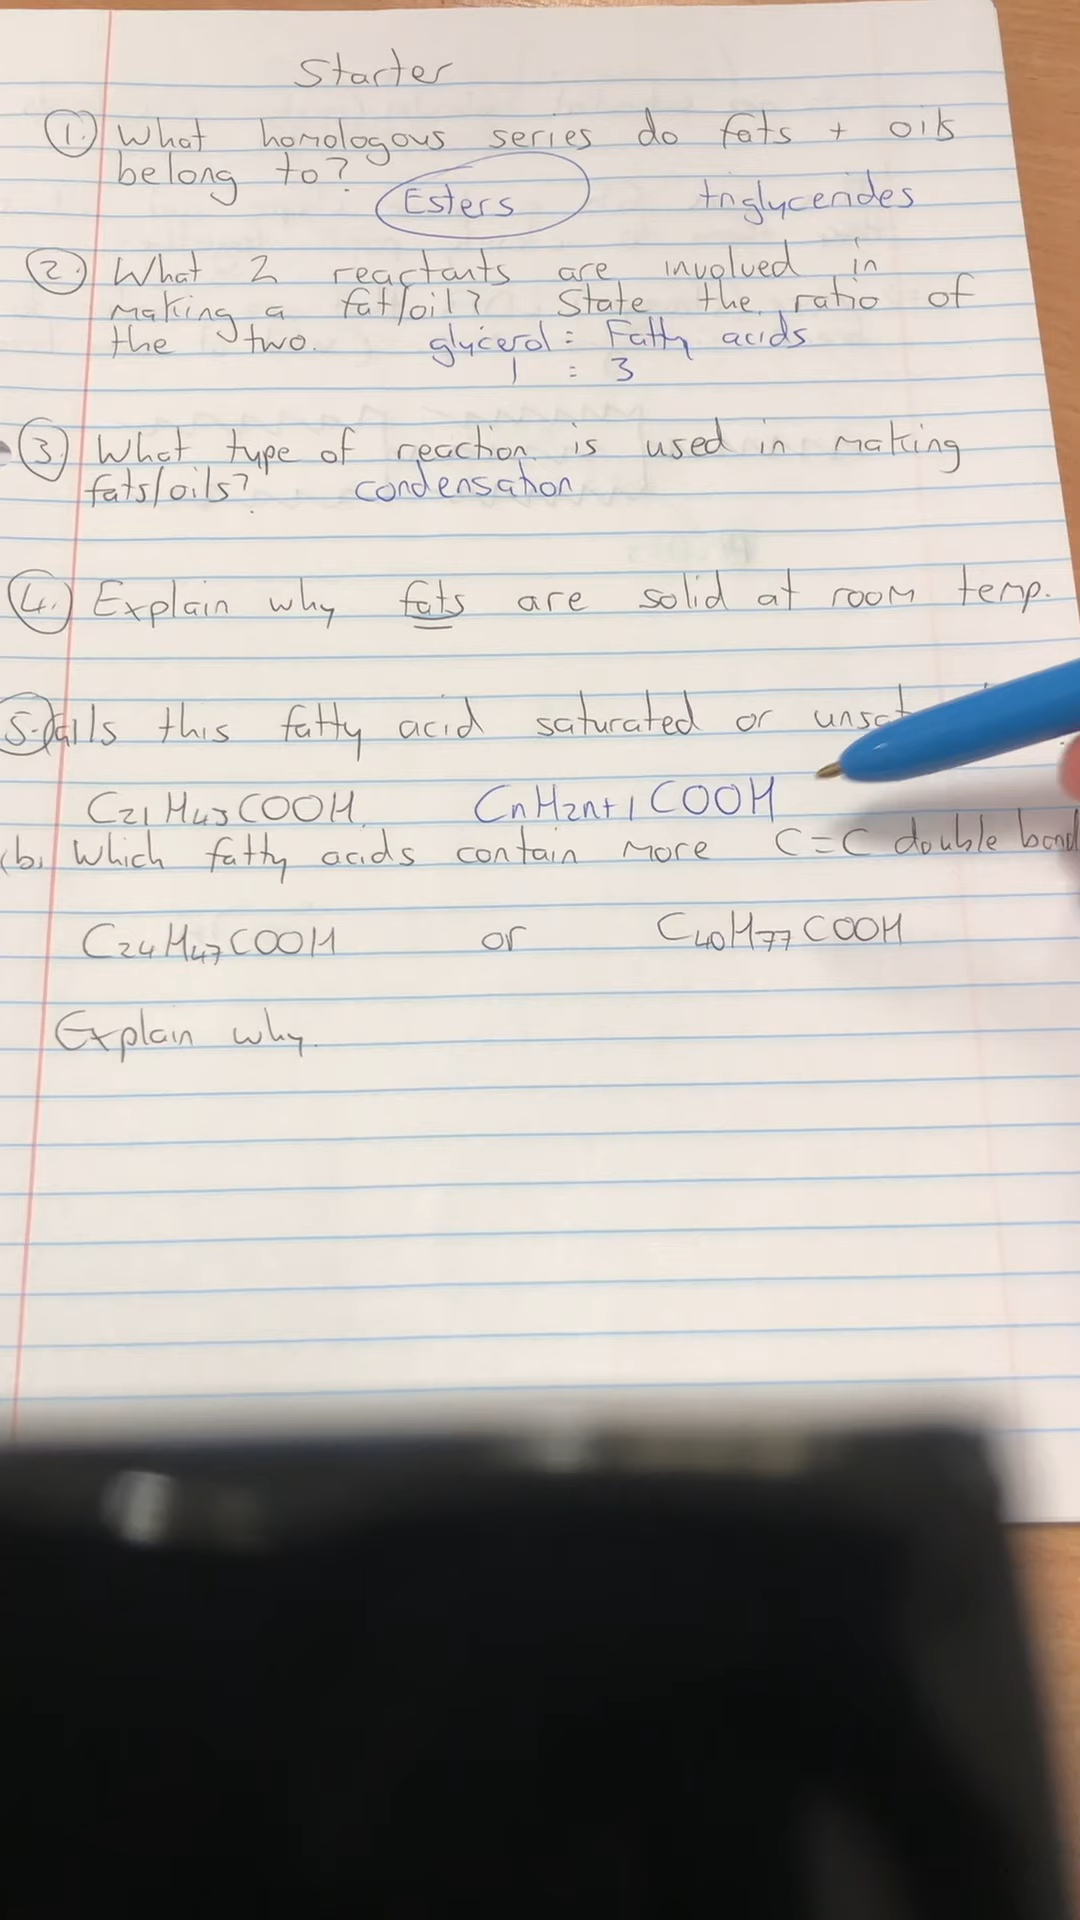 Starter
1. What homologous series do fats + oils
belong to?
Esters triglycerides
2. What 2 reactants are involved in
making a fat/oil? State the ratio of
the two. glycerol : Fatty acids
1 : 3
3. What type of reaction is used in making
fats/oils? condensation
4. Explain why fats are solid at room temp.
5. (a) Is this fatty acid saturated or
C21H43COOH. CnH2n+1COOH
(b. Which fatty acids contain more C=C double bond
C24H47COOH or C40H77COOH
Explain why.